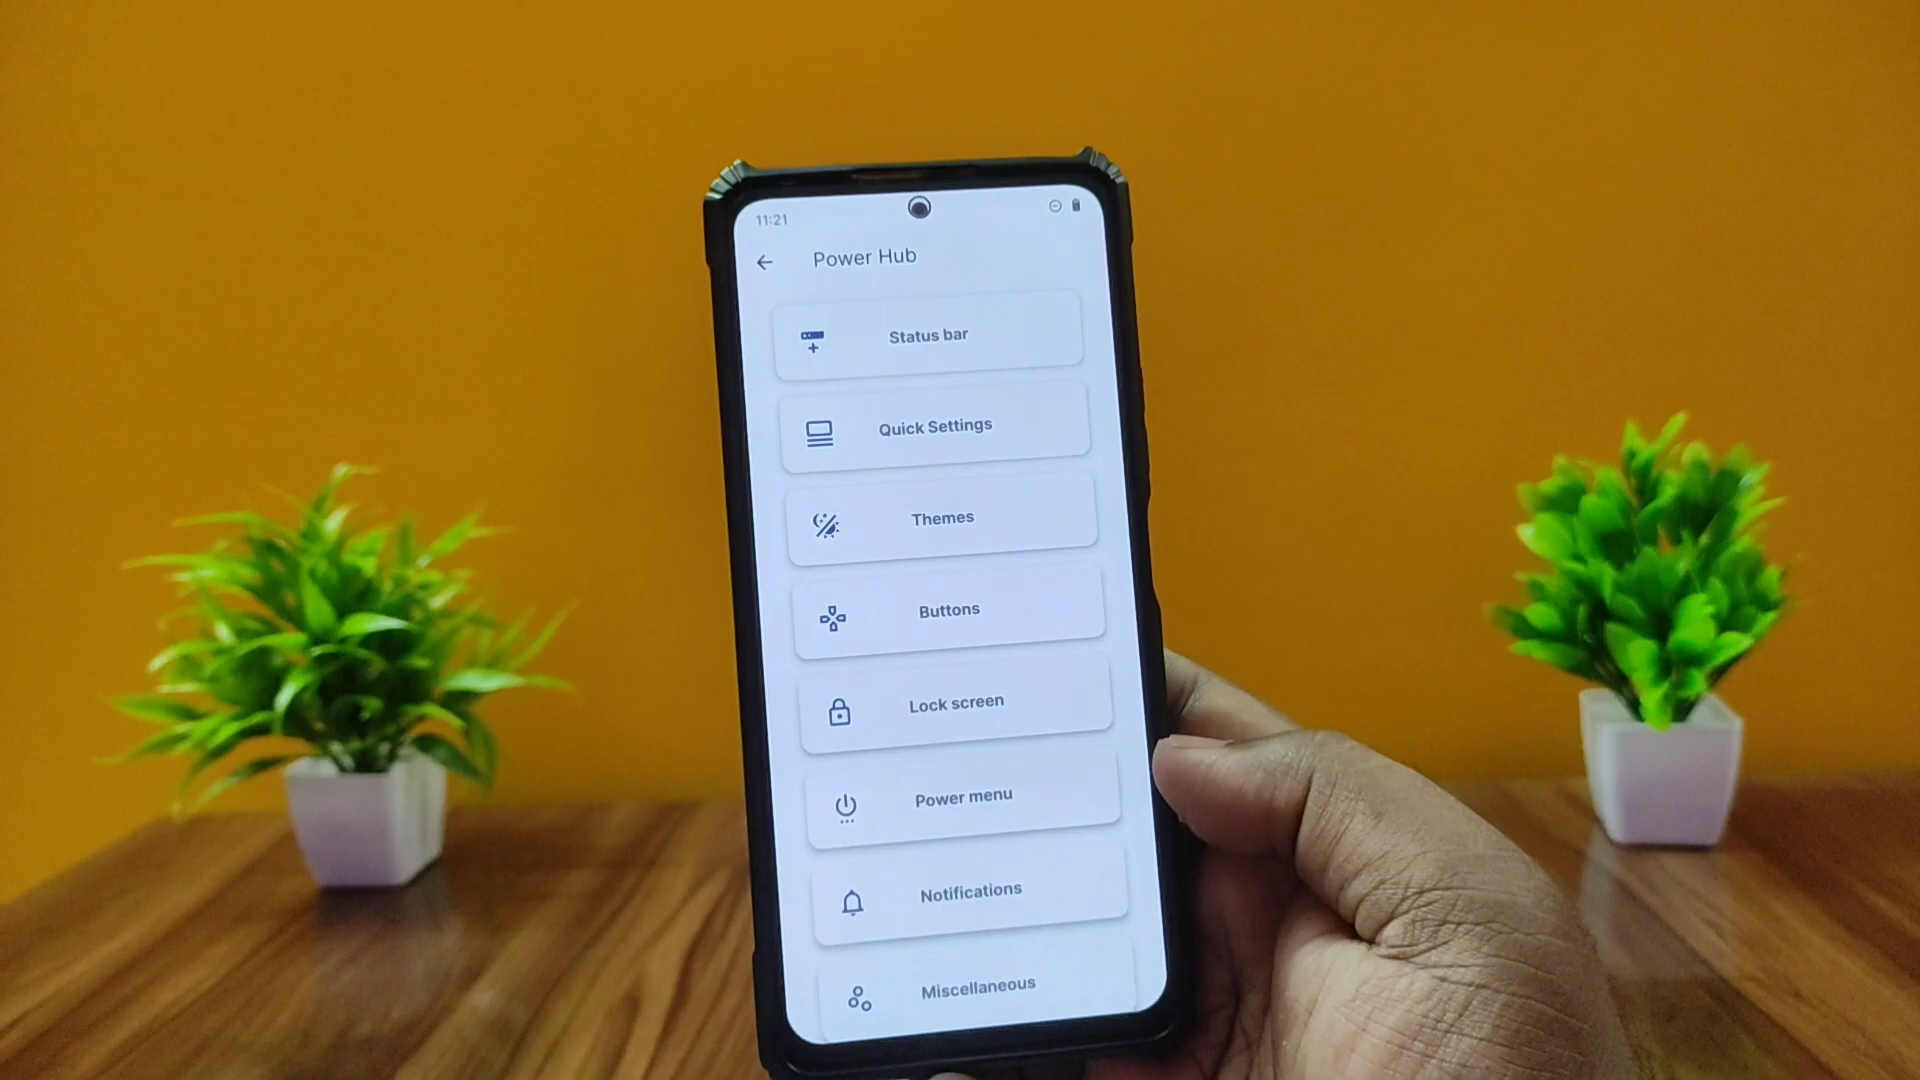 11:21
Power Hub
Status bar
Quick Settings
Themes
Buttons
Lock screen
Power menu
Notifications
Miscellaneous